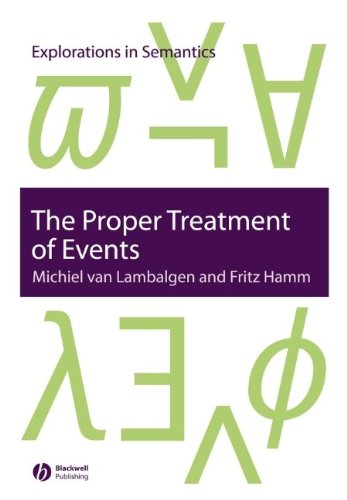 Explorations in Semantics
The Proper Treatment
of Events
Michiel van Lambalgen and Fritz Hamm
λ ∃ ϕ
b
Blackwell
Publishing